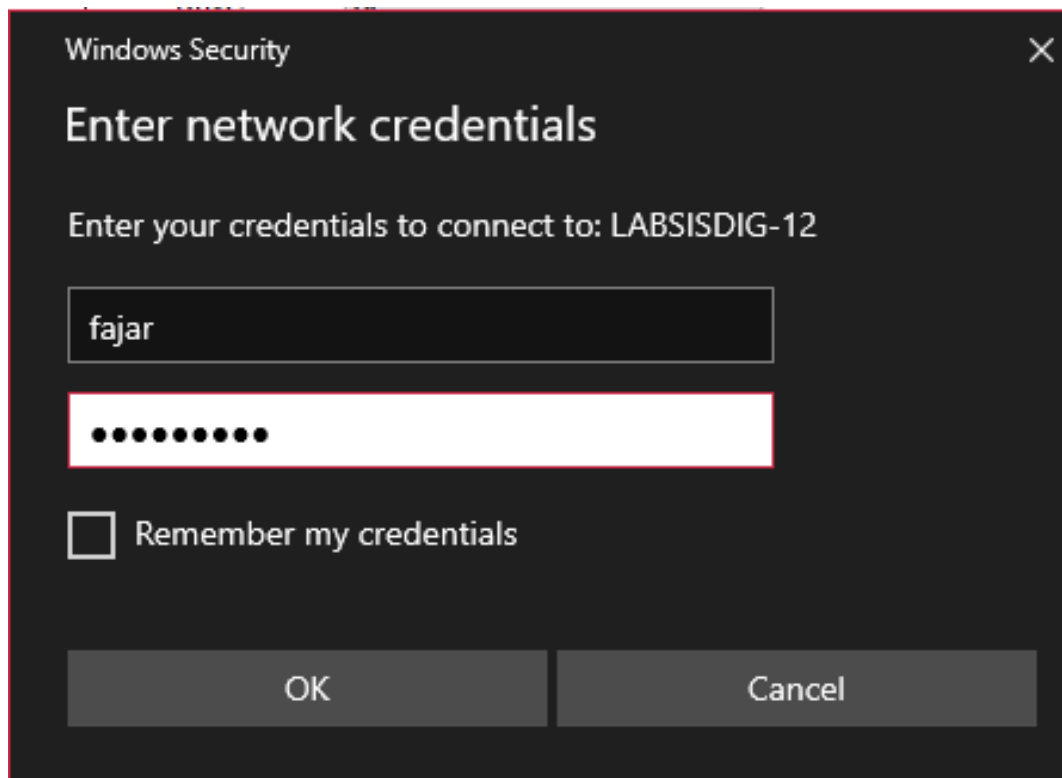 Windows Security
Enter network credentials
Enter your credentials to connect to: LABSISDIG-12
fajar
●●●●●●●●●
Remember my credentials
OK
Cancel